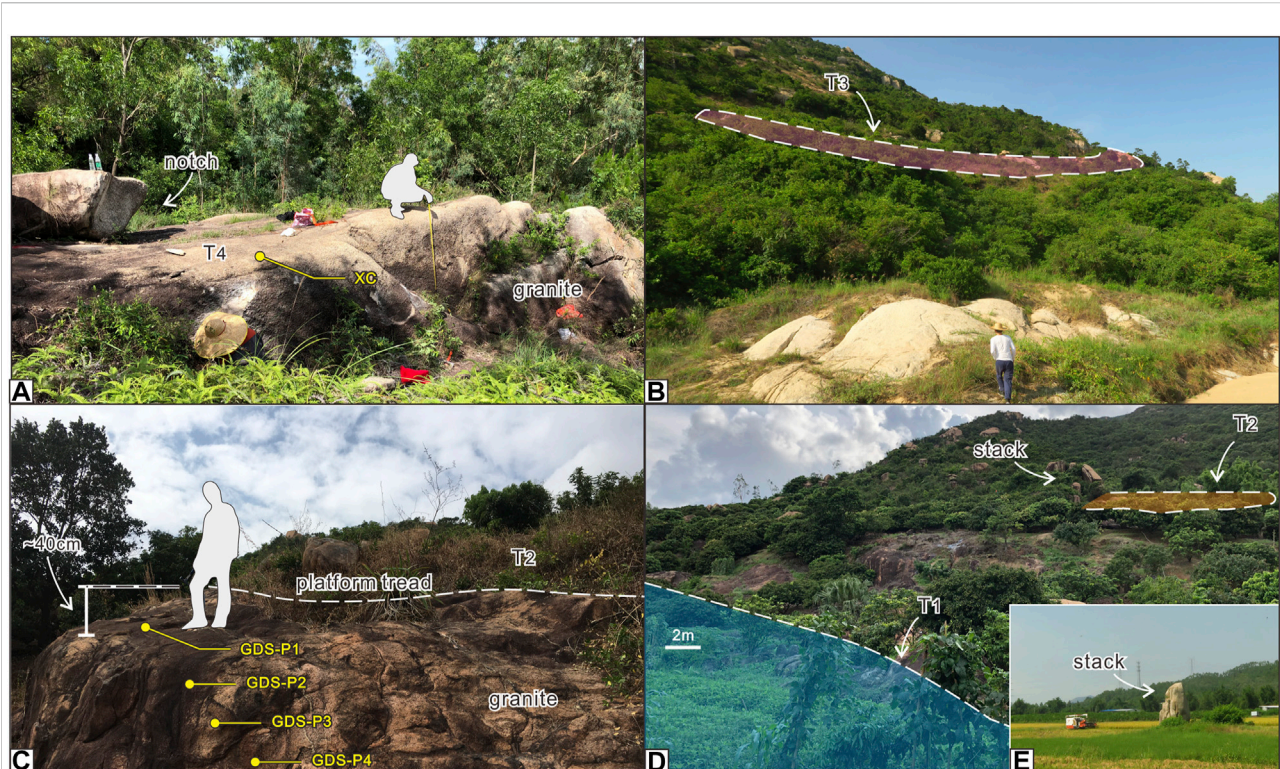 notch
T4
XC
granite
A
T3
B
~40cm
T2
platform tread
GDS-P1
GDS-P2
granite
GDS-P3
GDS-P4
C
T2
stack
T1
2m
D
stack
E